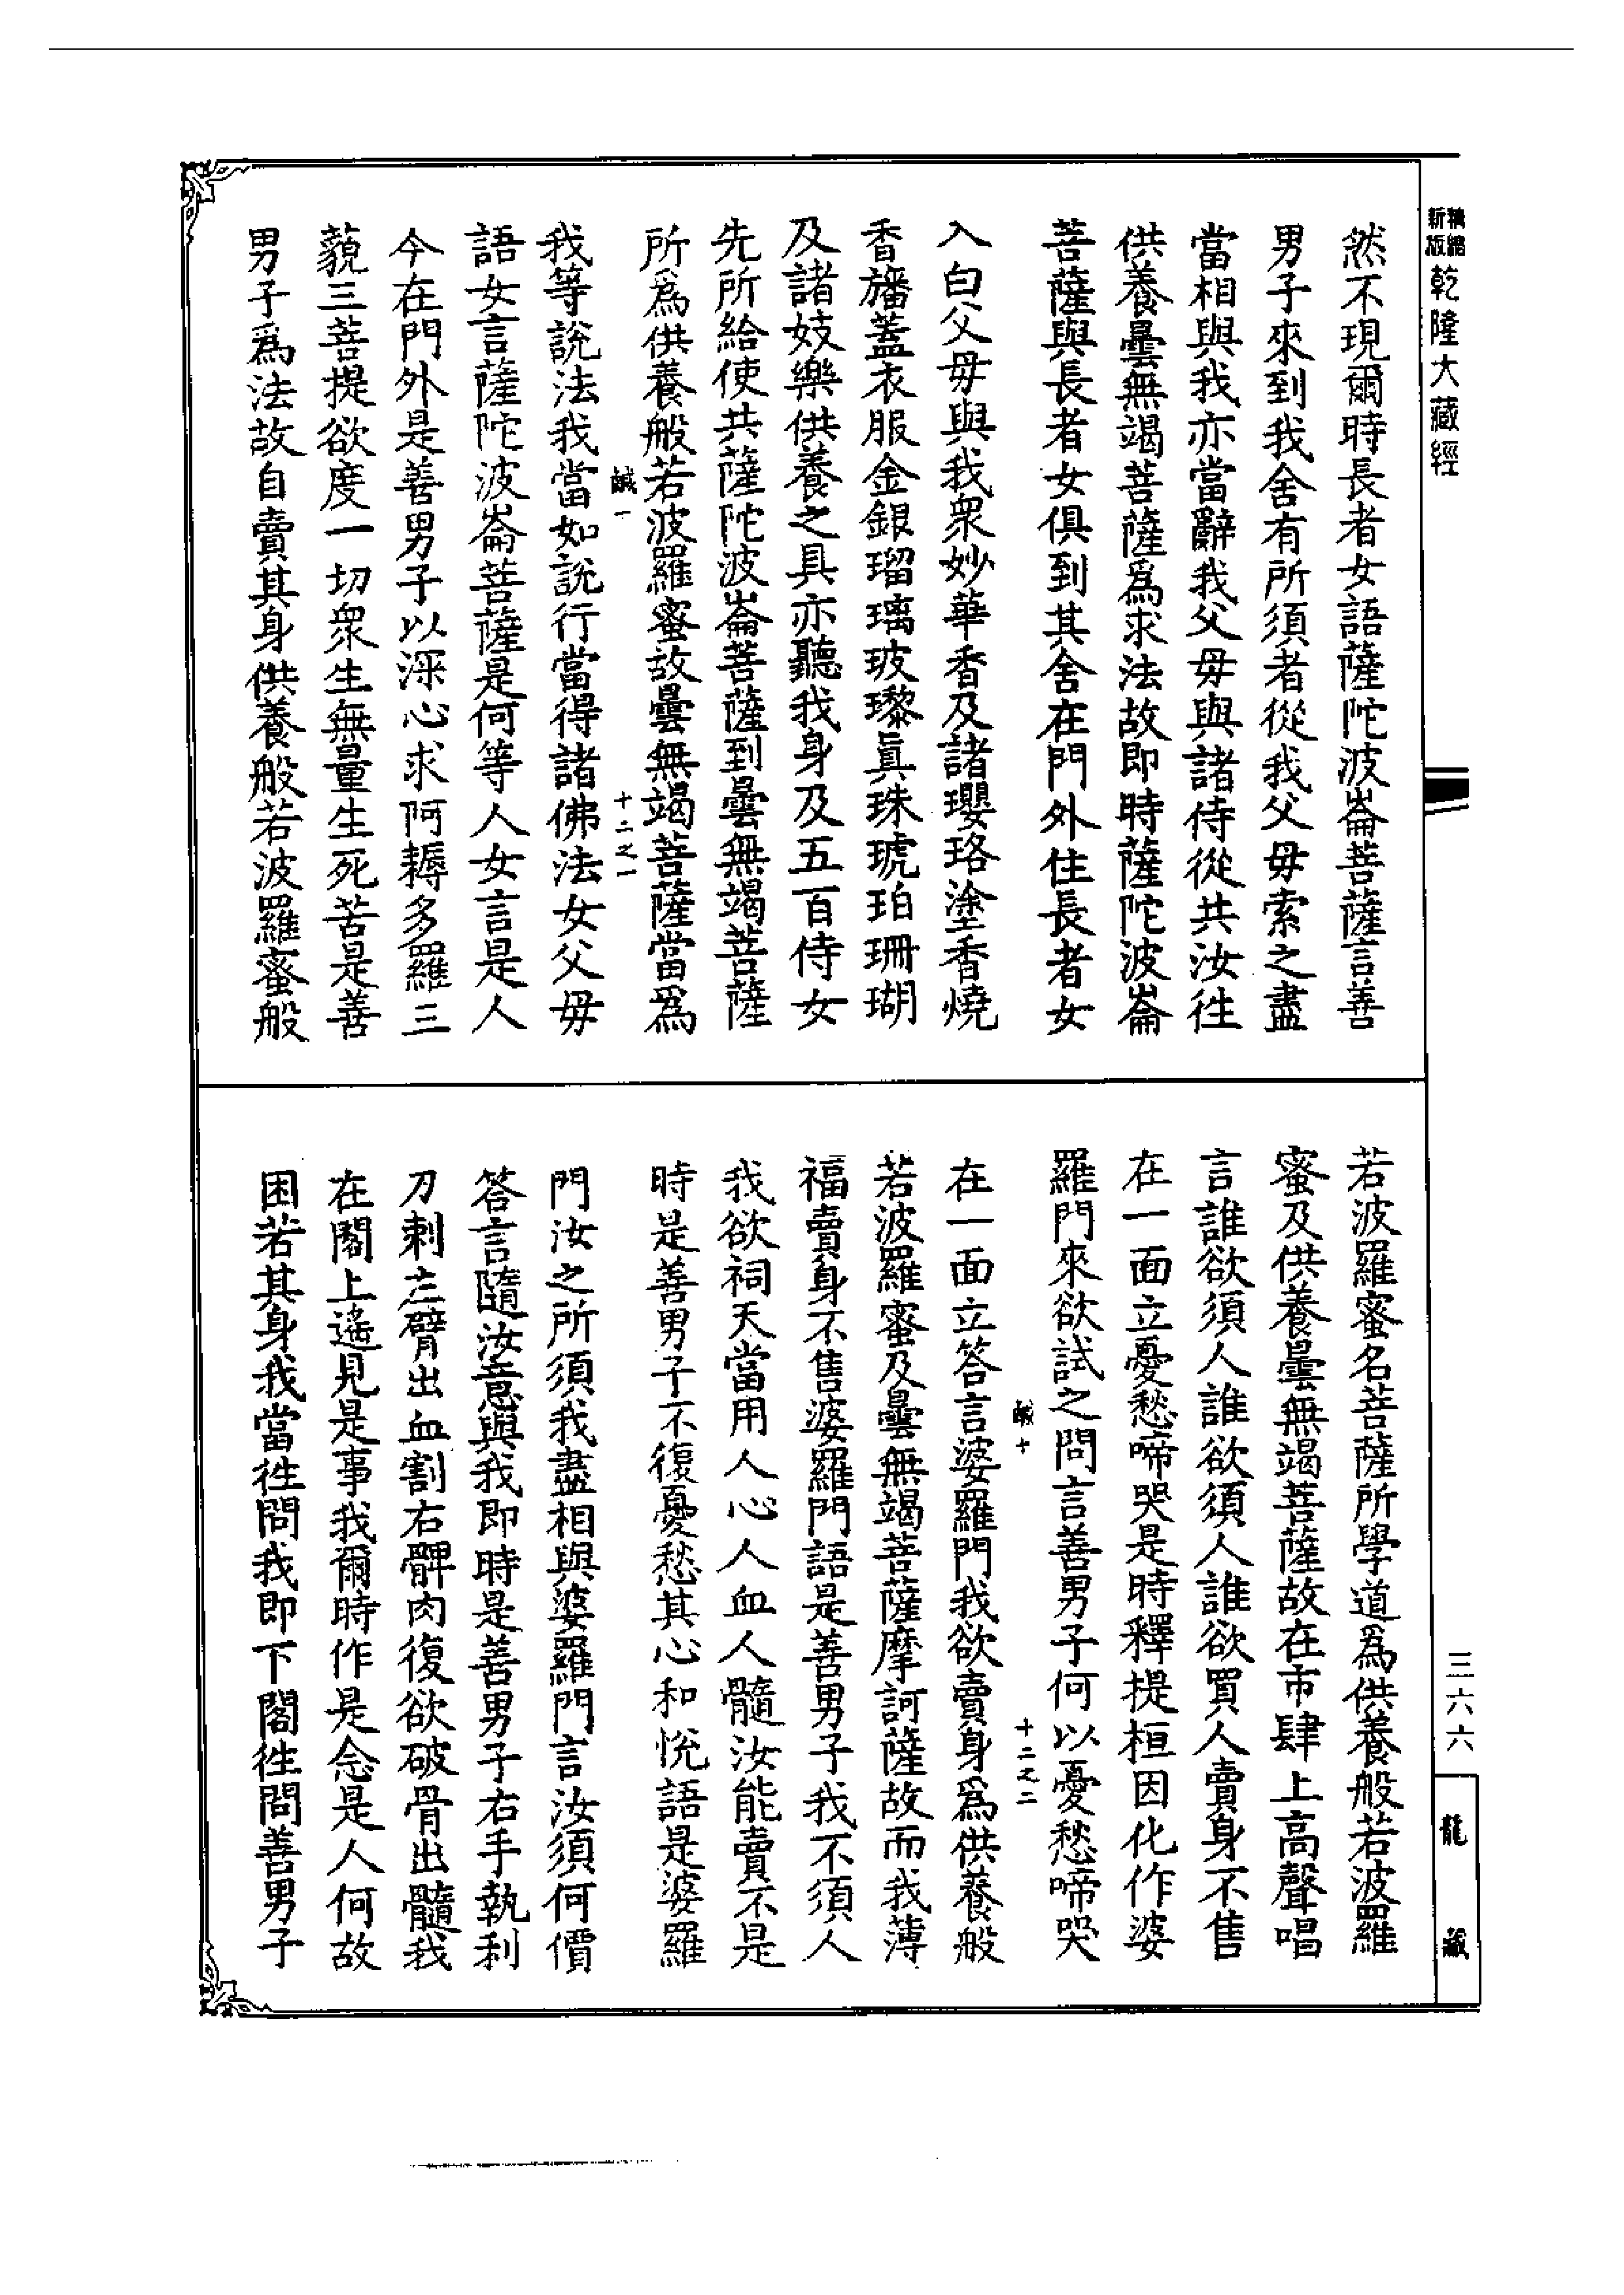 新版精縮乾隆大藏經
然不現爾時長者女語薩陀波崙菩薩言善
男子來到我舍有所須者從我父母索之盡
當相與我亦當辭我父母與諸侍從共汝往
供養曇無竭菩薩爲求法故即時薩陀波崙
菩薩與長者女俱到其舍在門外住長者女
入白父母與我衆妙華香及諸瓔珞塗香燒
香旛蓋衣服金銀瑠璃玻瓈眞珠琥珀珊瑚
及諸妓樂供養之具亦聽我身及五百侍女
先所給使共薩陀波崙菩薩到曇無竭菩薩
所爲供養般若波羅蜜故曇無竭菩薩當爲
鹹一 十二之一
我等說法我當如說行當得諸佛法女父母
語女言薩陀波崙菩薩是何等人女言是人
今在門外是善男子以深心求阿耨多羅三
藐三菩提欲度一切衆生無量生死苦是善
男子爲法故自賣其身供養般若波羅蜜般
若波羅蜜名菩薩所學道爲供養般若波羅
蜜及供養曇無竭菩薩故在市肆上高聲唱
言誰欲須人誰欲須人誰欲買人賣身不售
在一面立憂愁啼哭是時釋提桓因化作婆
羅門來欲試之問言善男子何以憂愁啼哭
鹹十 十二之二
在一面立答言婆羅門我欲賣身爲供養般
若波羅蜜及曇無竭菩薩摩訶薩故而我薄
福賣身不售婆羅門語是善男子我不須人
我欲祠天當用人心人血人髓汝能賣不是
時是善男子不復憂愁其心和悅語是婆羅
門汝之所須我盡相與婆羅門言汝須何價
答言隨汝意與我即時是善男子右手執利
刀刺左臂出血割右髀肉復欲破骨出髓我
在閣上遙見是事我爾時作是念是人何故
困苦其身我當往問我即下閣往問善男子
三六六
龍藏